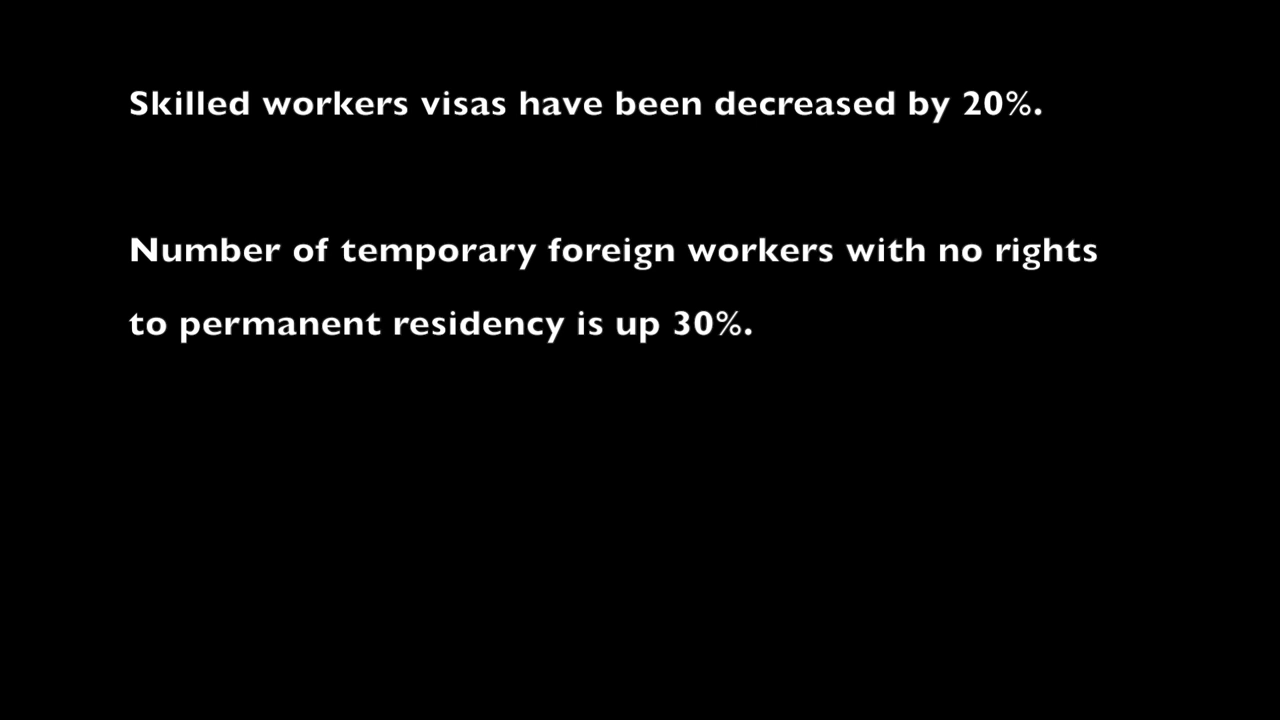 Skilled workers visas have been decreased by 20%.
Number of temporary foreign workers with no rights
to permanent residency is up 30%.